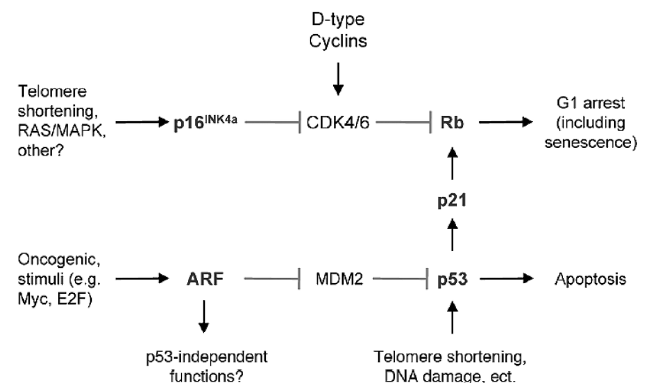 D-type
Cyclins
Telomere
shortening,
RAS/MAPK,
other?
p16INK4a
CDK4/6
Rb
G1 arrest
(including
senescence)
p21
Oncogenic,
stimuli (e.g.
Myc, E2F)
ARF
MDM2
p53
Apoptosis
p53-independent
functions?
Telomere shortening,
DNA damage, ect.